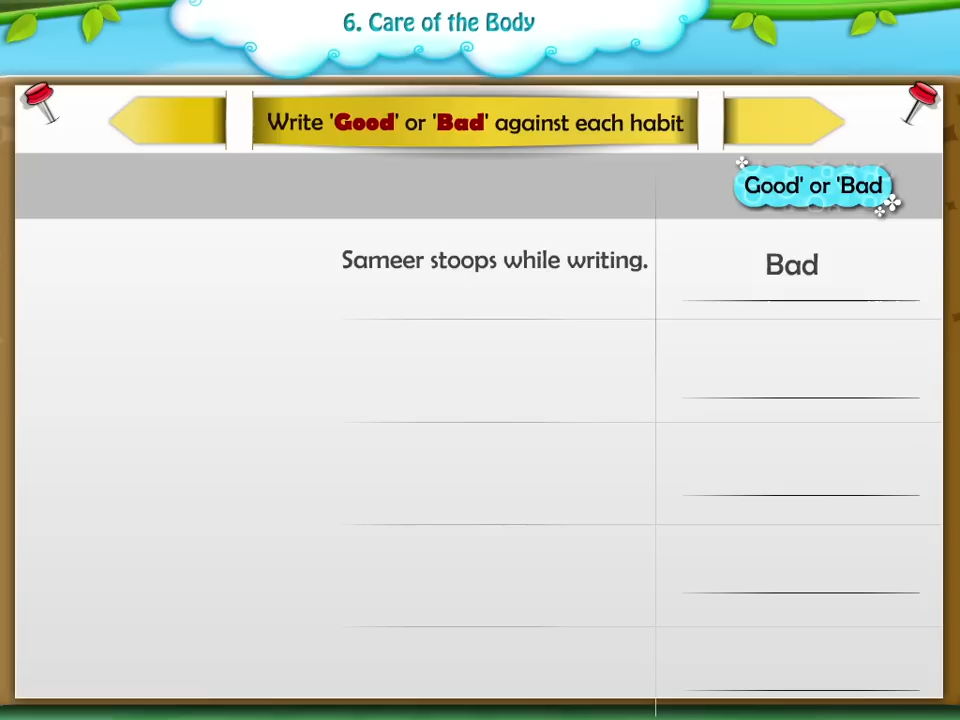 6. Care of the Body
Write 'Good' or 'Bad' against each habit
Good' or 'Bad
Sameer stoops while writing.
Bad